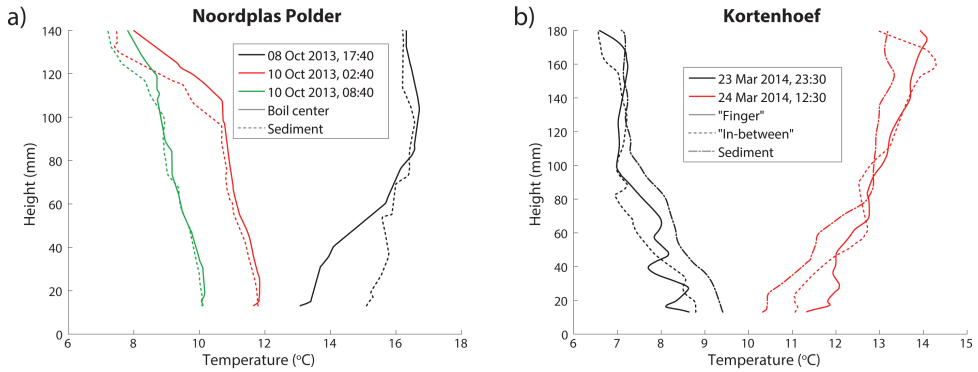 a)
Noordplas Polder
140
120
100
80
60
40
20
0
Height (mm)
08 Oct 2013, 17:40
10 Oct 2013, 02:40
10 Oct 2013, 08:40
Boil center
Sediment
6 8 10 12 14 16 18
Temperature (°C)
b)
Kortenhoef
180
160
140
120
100
80
60
40
20
0
Height (mm)
23 Mar 2014, 23:30
24 Mar 2014, 12:30
"Finger"
"In-between"
Sediment
6 7 8 9 10 11 12 13 14 15
Temperature (°C)